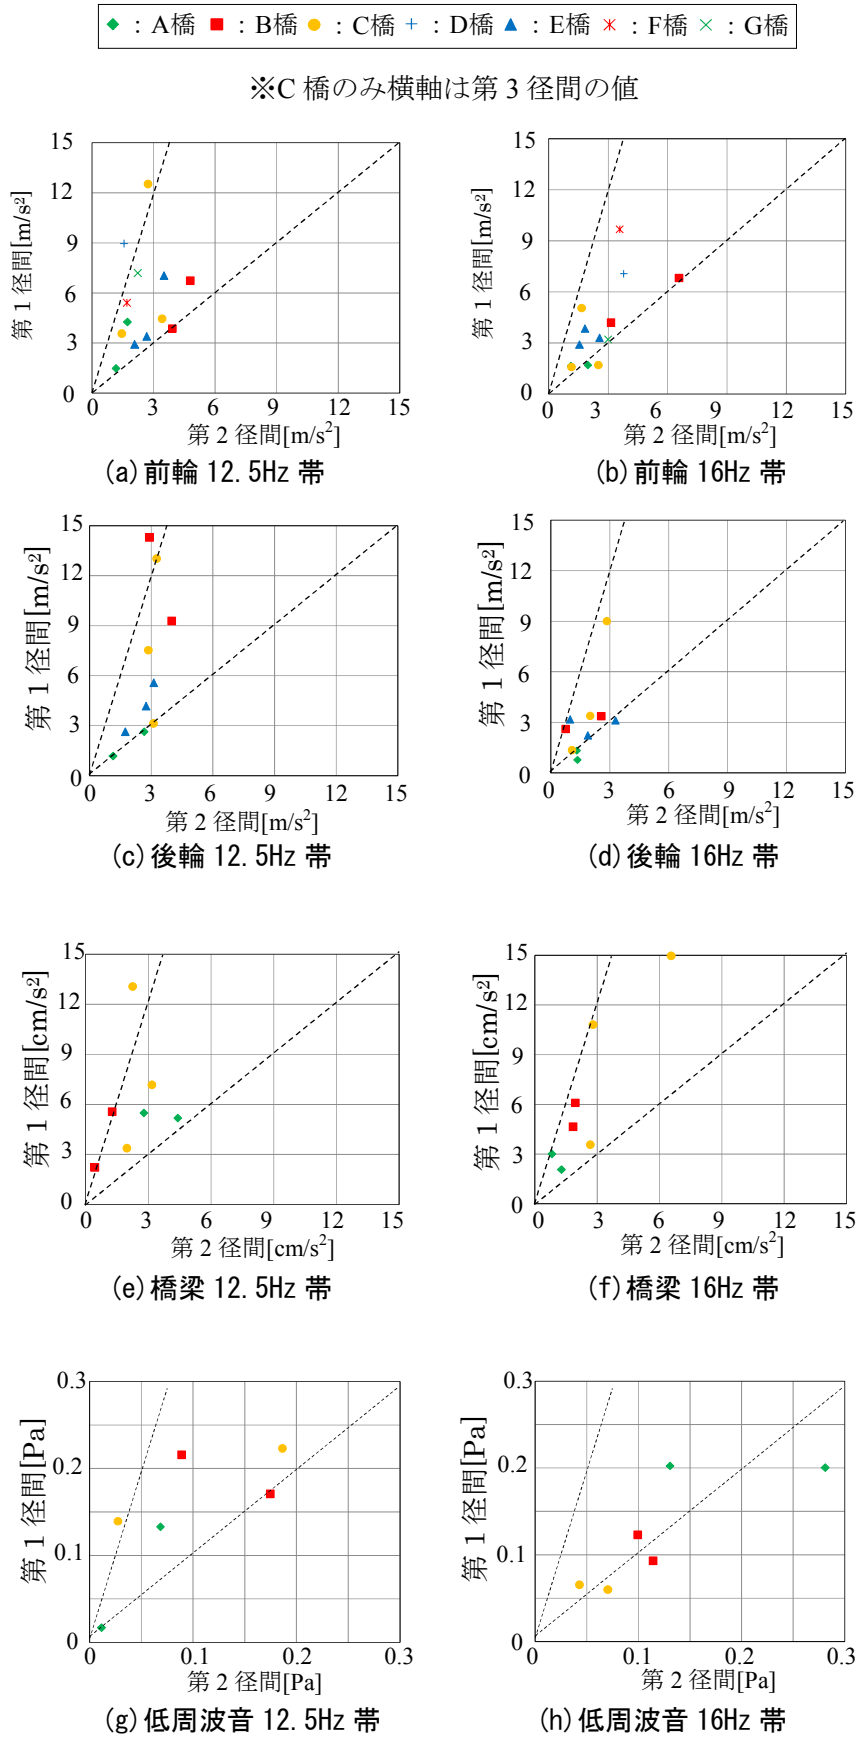 ：A橋 ：B橋 ：C橋 ：D橋 ：E橋 ：F橋 ：G橋
※C 橋のみ横軸は第 3 径間の値
15
12
9
6
3
0
0 3 6 9 12 15
第 1 径間[m/s²]
第 2 径間[m/s²]
(a)前輪 12.5Hz 帯
15
12
9
6
3
0
0 3 6 9 12 15
第 1 径間[m/s²]
第 2 径間[m/s²]
(b)前輪 16Hz 帯
15
12
9
6
3
0
0 3 6 9 12 15
第 1 径間[m/s²]
第 2 径間[m/s²]
(c)後輪 12.5Hz 帯
15
12
9
6
3
0
0 3 6 9 12 15
第 1 径間[m/s²]
第 2 径間[m/s²]
(d)後輪 16Hz 帯
15
12
9
6
3
0
0 3 6 9 12 15
第 1 径間[cm/s²]
第 2 径間[cm/s²]
(e)橋梁 12.5Hz 帯
15
12
9
6
3
0
0 3 6 9 12 15
第 1 径間[cm/s²]
第 2 径間[cm/s²]
(f)橋梁 16Hz 帯
0.3
0.2
0.1
0
0 0.1 0.2 0.3
第 1 径間[Pa]
第 2 径間[Pa]
(g)低周波音 12.5Hz 帯
0.3
0.2
0.1
0
0 0.1 0.2 0.3
第 1 径間[Pa]
第 2 径間[Pa]
(h)低周波音 16Hz 帯